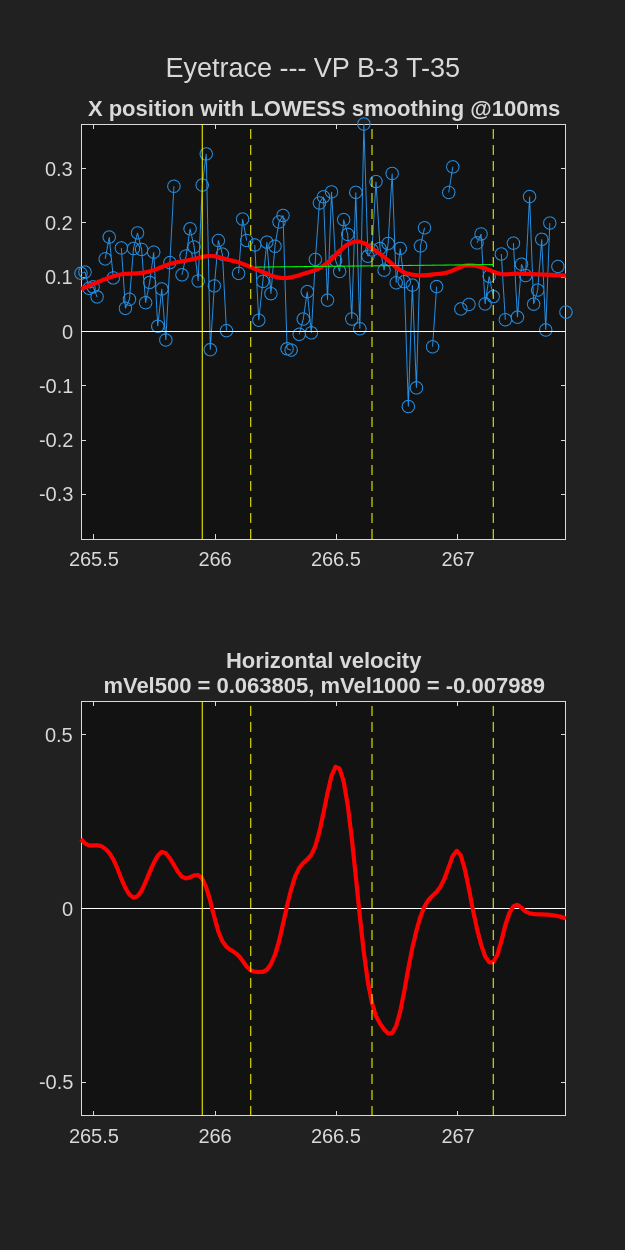 Eyetrace --- VP B-3 T-35
X position with LOWESS smoothing @100ms
0.3
0.2
0.1
0
-0.1
-0.2
-0.3
265.5 266 266.5 267
Horizontal velocity
mVel500 = 0.063805, mVel1000 = -0.007989
0.5
0
-0.5
265.5 266 266.5 267